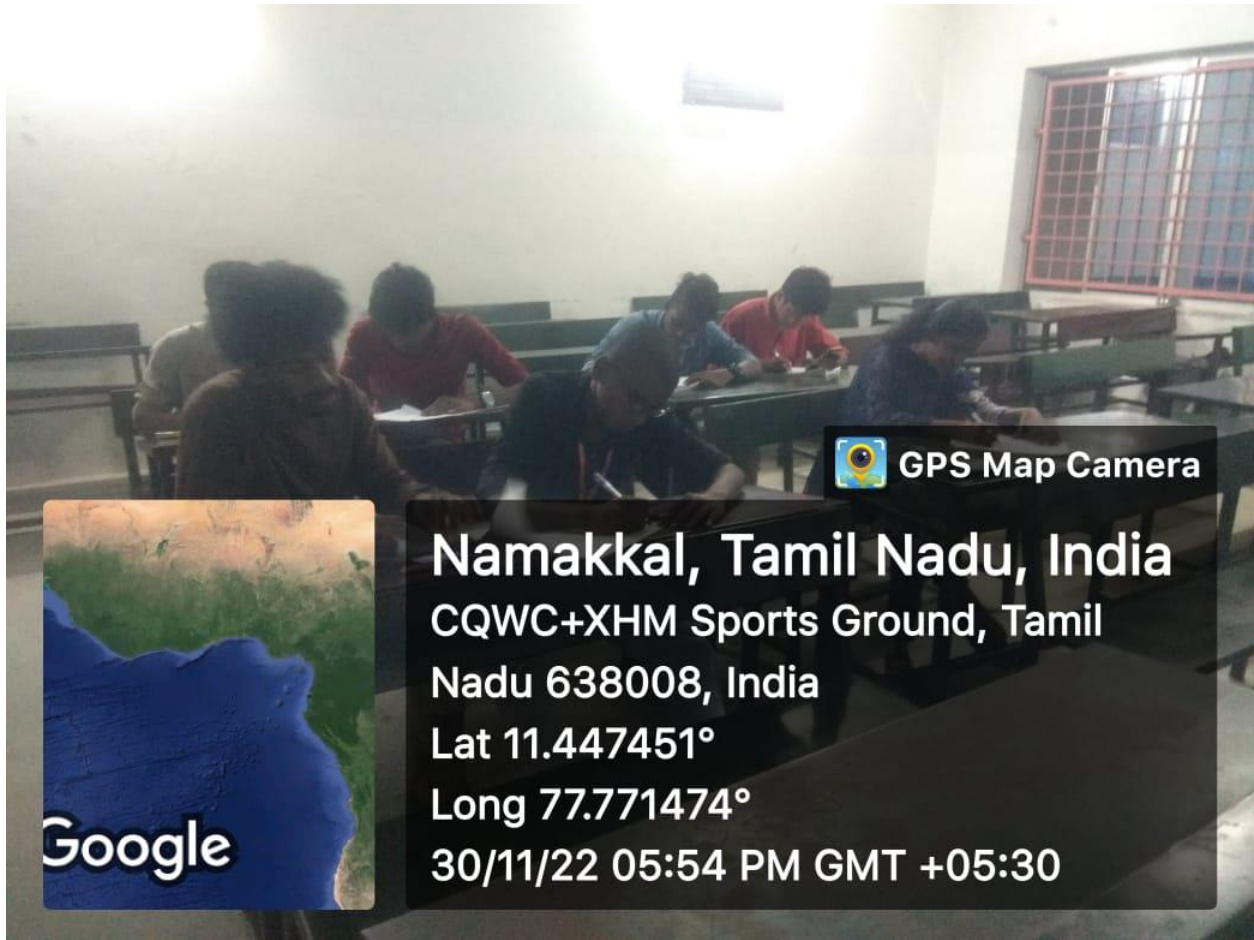 GPS Map Camera
Namakkal, Tamil Nadu, India
CQWC+XHM Sports Ground, Tamil
Nadu 638008, India
Lat 11.447451°
Long 77.771474°
30/11/22 05:54 PM GMT +05:30
Google